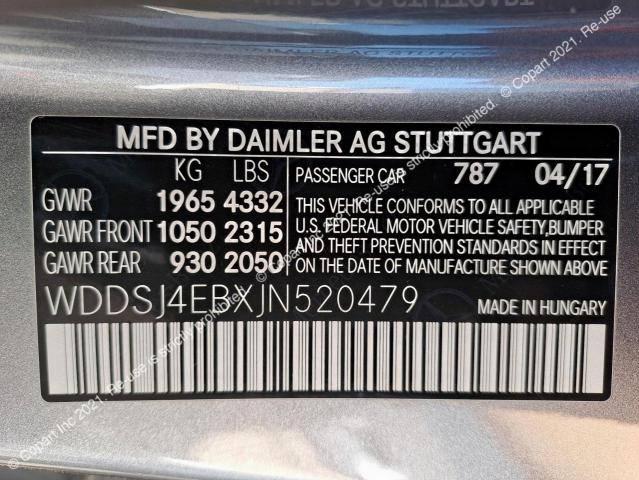 MFD BY DAIMLER AG STUTTGART
KG LBS
GVWR 1965 4332
GAWR FRONT 1050 2315
GAWR REAR 930 2050
PASSENGER CAR 787 04/17
THIS VEHICLE CONFORMS TO ALL APPLICABLE
U.S. FEDERAL MOTOR VEHICLE SAFETY,BUMPER
AND THEFT PREVENTION STANDARDS IN EFFECT
ON DATE OF MANUFACTURE SHOWN ABOVE
WDDSJ4EBXJN520479
MADE IN HUNGARY
© Copart Inc 2021. Re-use is strictly prohibited.
© Copart 2021. Re-use